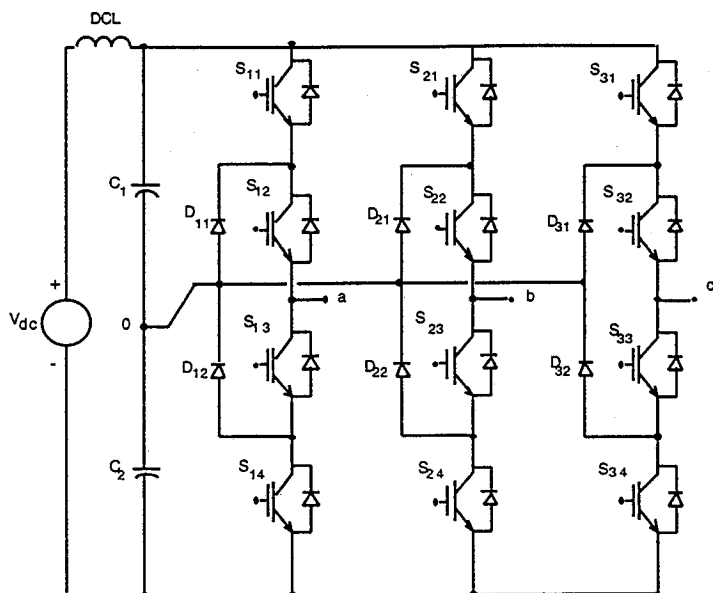 DCL
S11
S21
S31
C1
D11
S12
D21
S22
D31
S32
+
Vdc
-
0
a
b
c
S13
S23
S33
D12
D22
D32
C2
S14
S24
S34